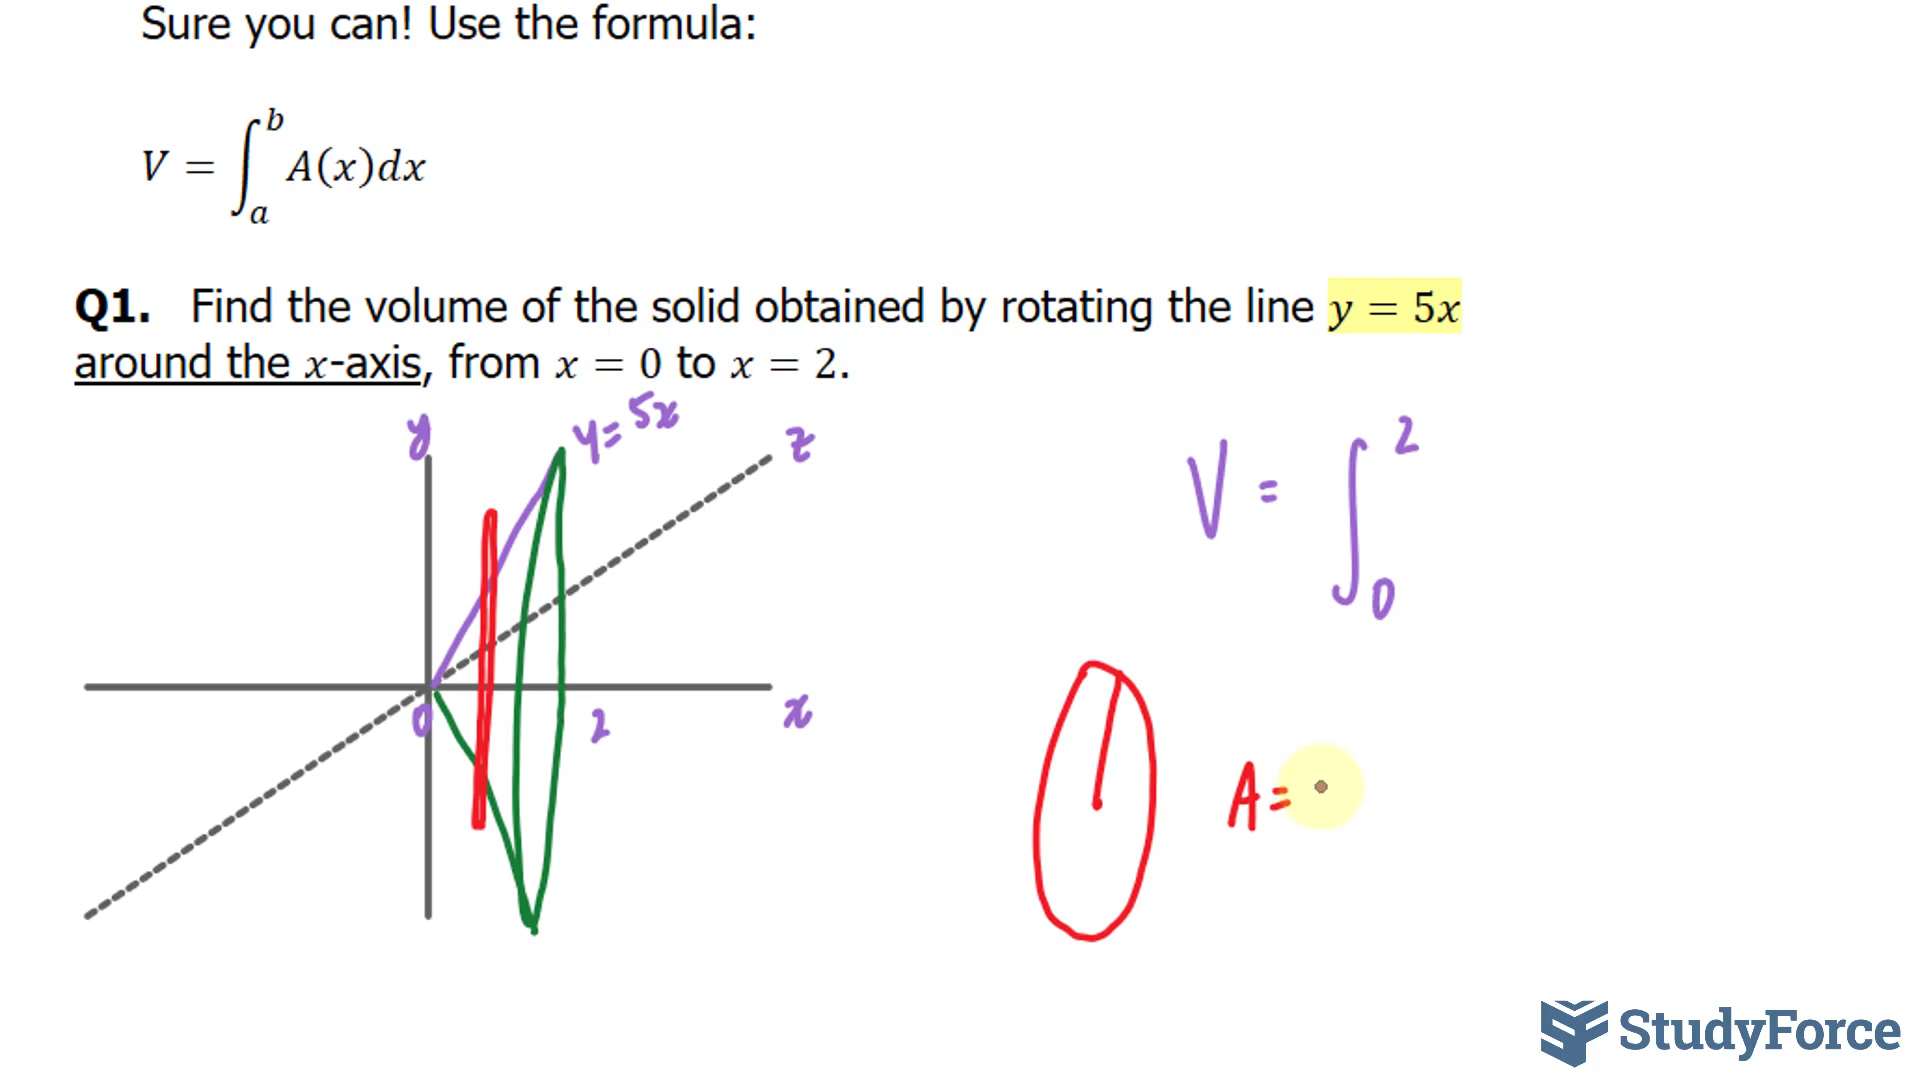 Sure you can! Use the formula:
V = ∫_a^b A(x)dx
Q1. Find the volume of the solid obtained by rotating the line y = 5x
around the x-axis, from x = 0 to x = 2.
y
y = 5x
z
0
2
x
V = ∫_0^2
A =
StudyForce